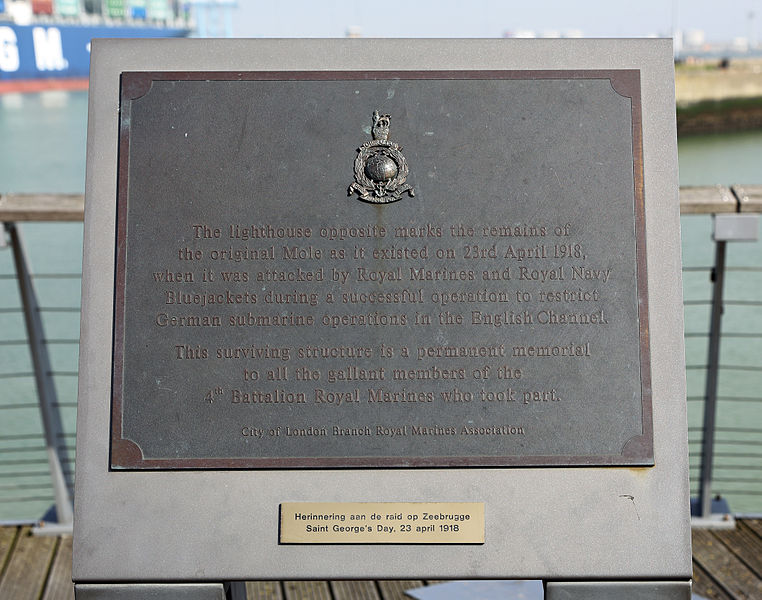 G M
The lighthouse opposite marks the remains of
the original Mole as it existed on 23rd April 1918,
when it was attacked by Royal Marines and Royal Navy
Bluejackets during a successful operation to restrict
German submarine operations in the English Channel.
This surviving structure is a permanent memorial
to all the gallant members of the
4th Battalion Royal Marines who took part.
City of London Branch Royal Marines Association
Herinnering aan de raid op Zeebrugge
Saint George's Day, 23 april 1918